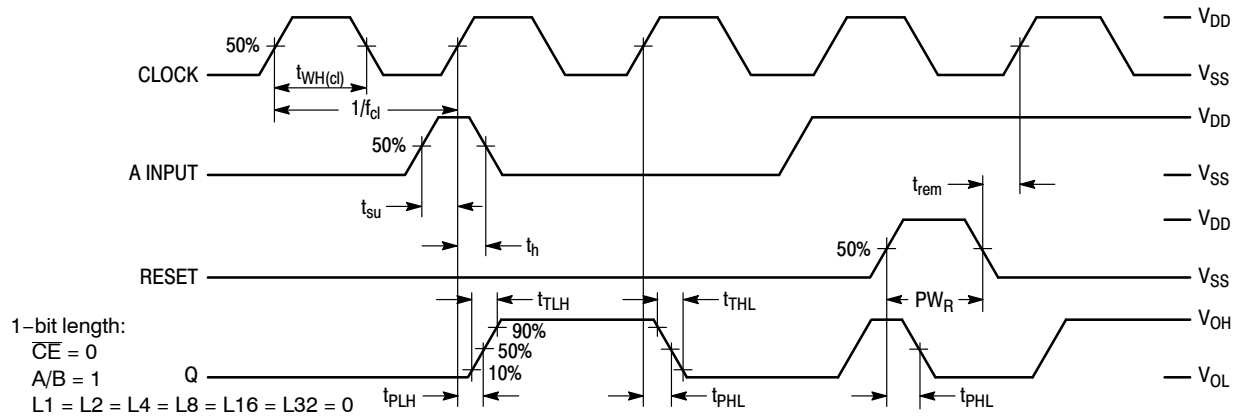 V_DD
50%
CLOCK
t_WH(cl)
V_SS
1/f_cl
V_DD
50%
A INPUT
V_SS
t_rem
t_su
V_DD
t_h
50%
RESET
V_SS
t_TLH
t_THL
PW_R
1−bit length:
90%
V_OH
CE = 0
50%
A/B = 1
Q
10%
V_OL
t_PLH
t_PHL
t_PHL
L1 = L2 = L4 = L8 = L16 = L32 = 0